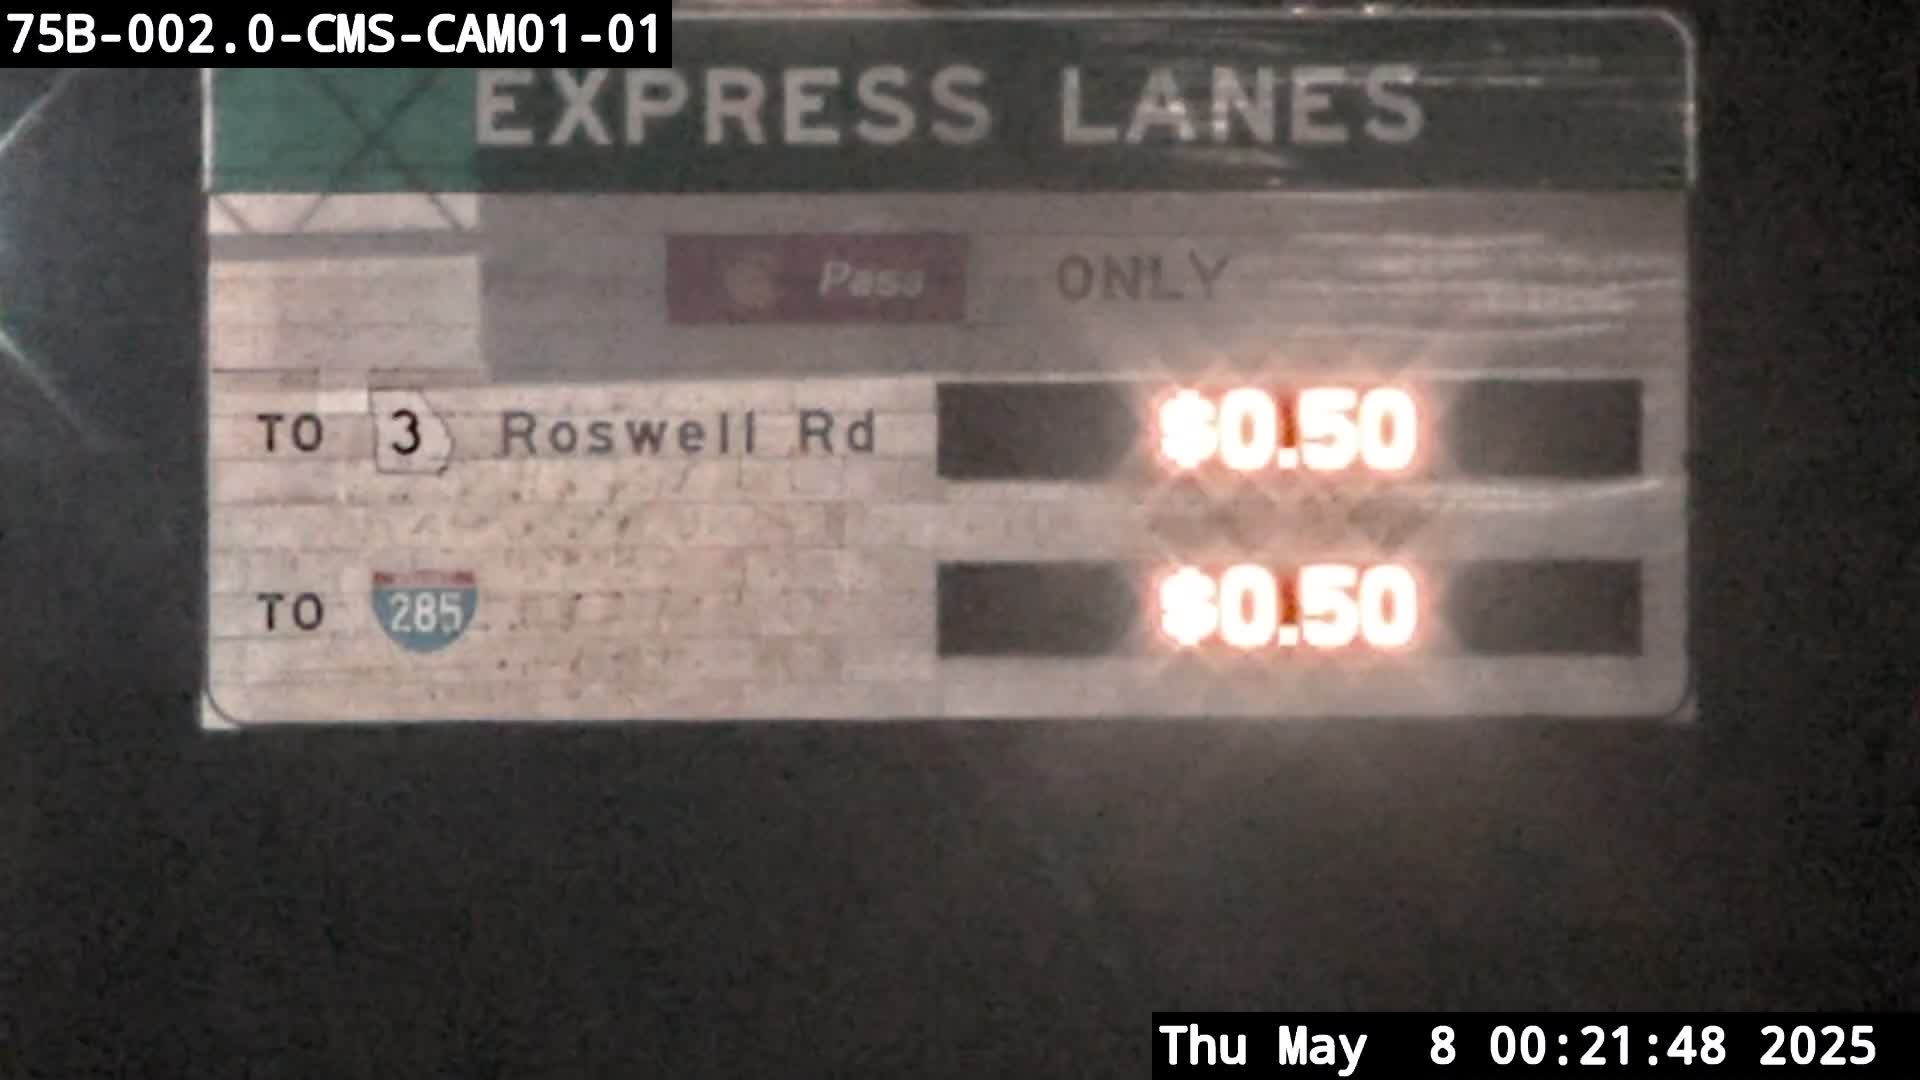 75B-002.0-CMS-CAM01-01
EXPRESS LANES
Pass ONLY
TO 3 Roswell Rd $0.50
TO 285 $0.50
Thu May 8 00:21:48 2025